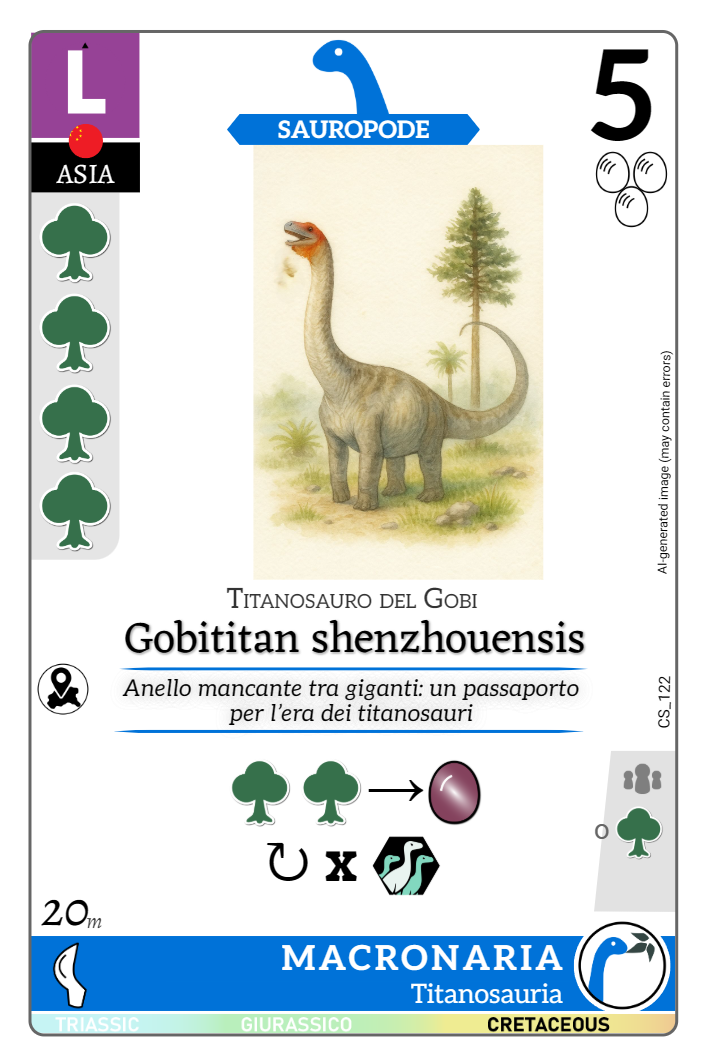 L
ASIA
SAUROPODE
5
AI-generated image (may contain errors)
Titanosauro del Gobi
Gobititan shenzhouensis
Anello mancante tra giganti: un passaporto
per l'era dei titanosauri
CS_122
x
o
20m
MACRONARIA
Titanosauria
TRIASSIC
GIURASSICO
CRETACEOUS